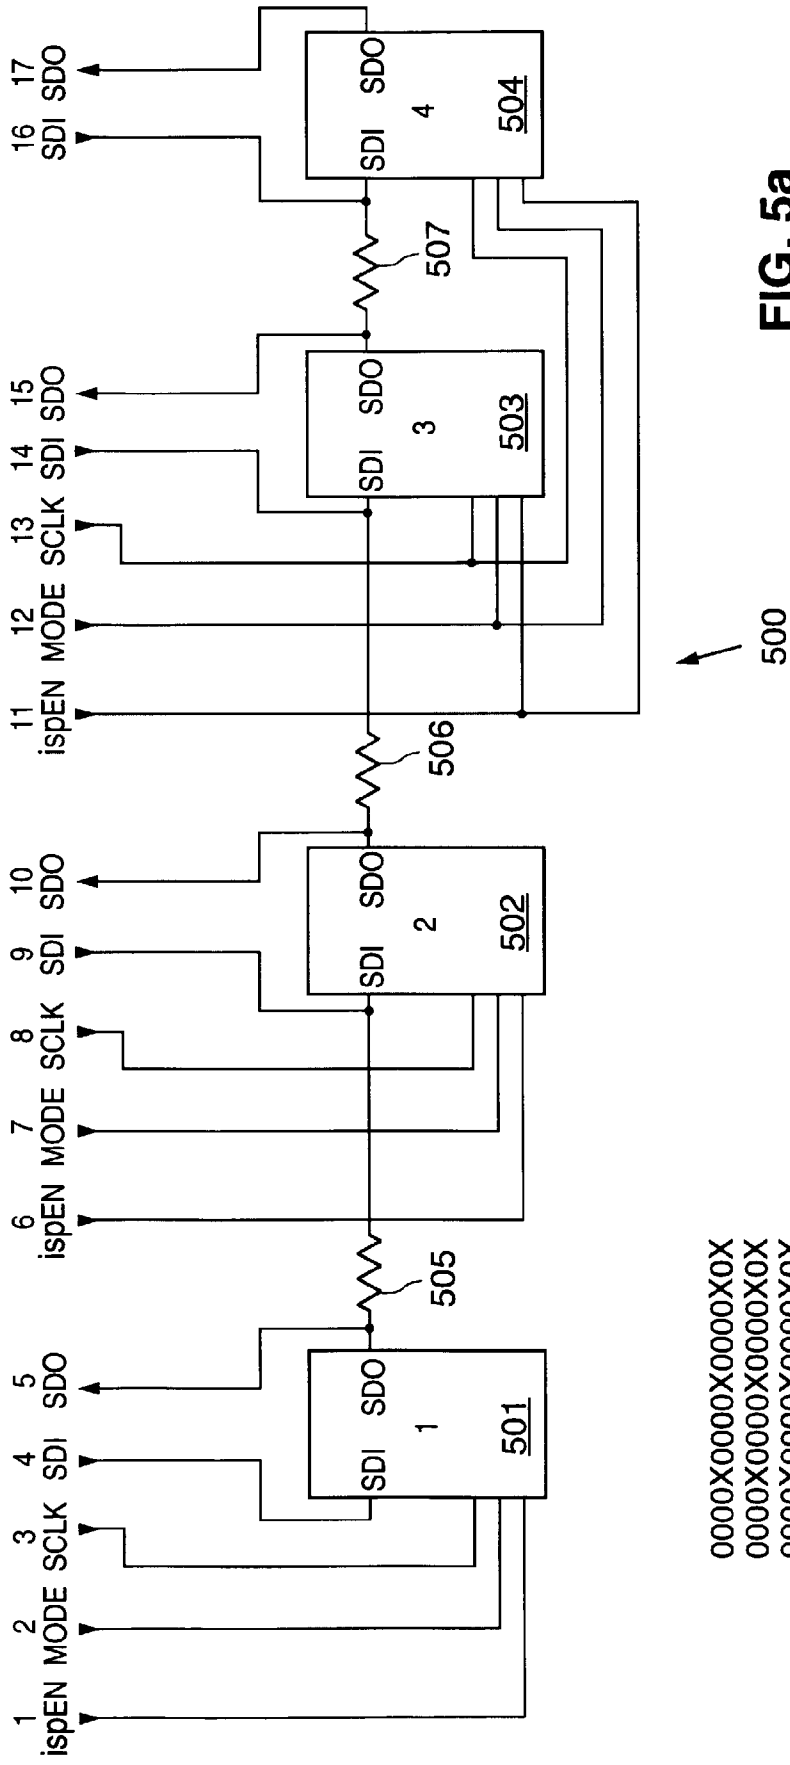 1 2 3 4 5 6 7 8 9 10 11 12 13 14 15 16 17
ispEN MODE SCLK SDI SDO ispEN MODE SCLK SDI SDO ispEN MODE SCLK SDI SDO SDI SDO
SDI SDO SDI SDO SDI SDO SDI SDO
1 2 3 4
505 506 507
501 502 503 504
0000X0000X0000X0X
0000X0000X0000X0X
0000X0000X0000X0X
500
FIG. 5a